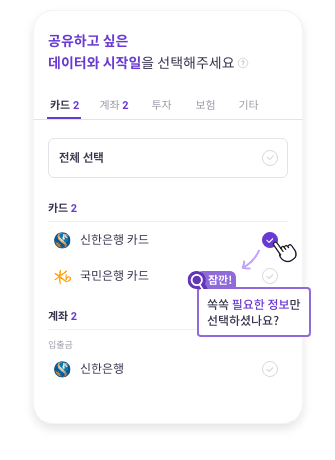 공유하고 싶은
데이터와 시작일을 선택해주세요 ?
카드 2 계좌 2 투자 보험 기타
전체 선택
카드 2
신한은행 카드
국민은행 카드
잠깐!
쏙쏙 필요한 정보만
선택하셨나요?
계좌 2
입출금
신한은행